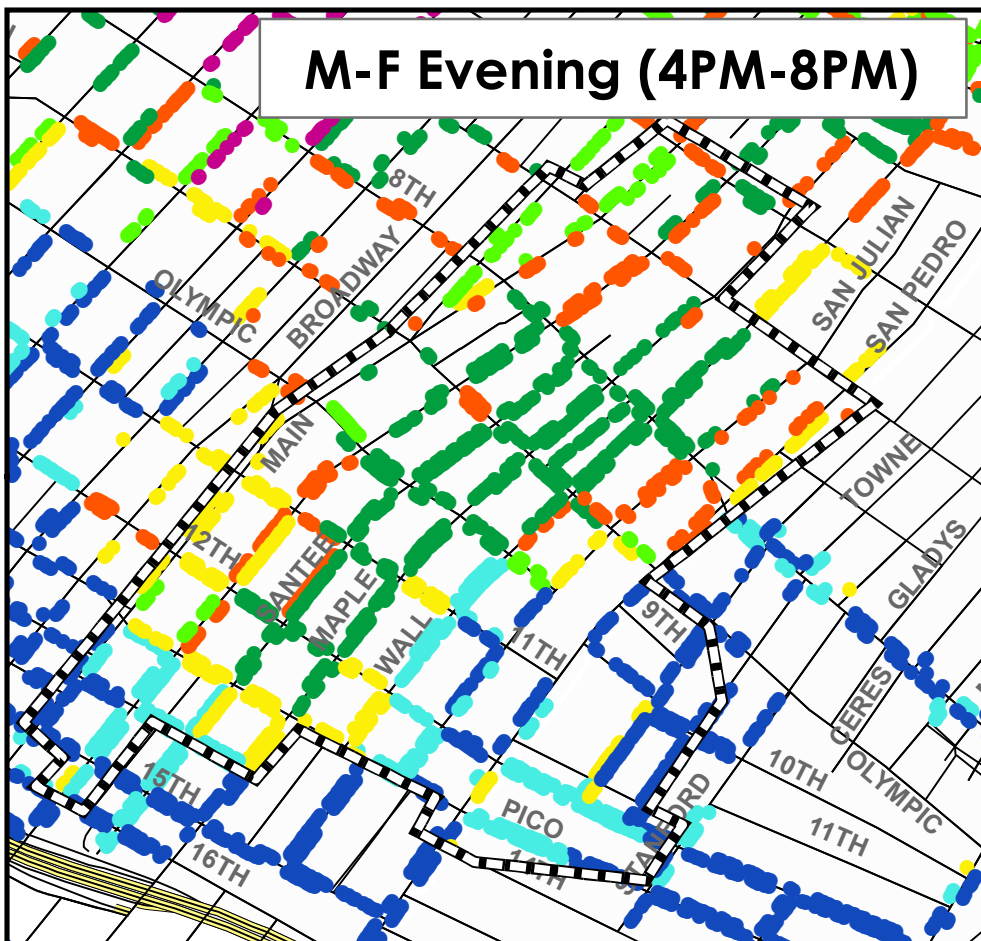 M-F Evening (4PM-8PM)
8TH
SAN JULIAN
SAN PEDRO
OLYMPIC
BROADWAY
MAIN
TOWNE
12TH
SANTEE
MAPLE
WALL
11TH
9TH
GLADYS
CERES
15TH
16TH
PICO
14TH
STANFORD
10TH
OLYMPIC
11TH